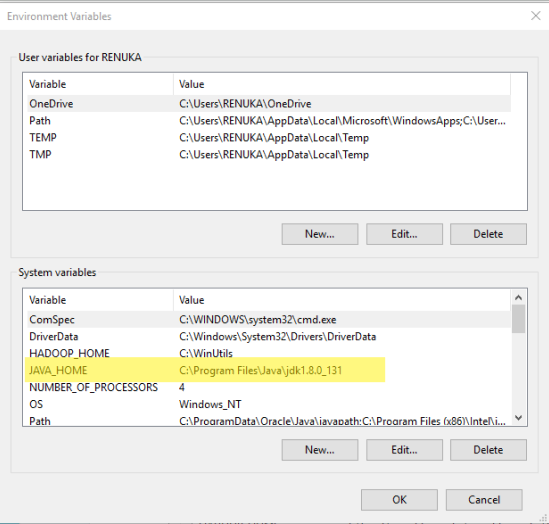 Environment Variables
User variables for RENUKA
Variable Value
OneDrive C:\Users\RENUKA\OneDrive
Path C:\Users\RENUKA\AppData\Local\Microsoft\WindowsApps;C:\User...
TEMP C:\Users\RENUKA\AppData\Local\Temp
TMP C:\Users\RENUKA\AppData\Local\Temp
New... Edit... Delete
System variables
Variable Value
ComSpec C:\WINDOWS\system32\cmd.exe
DriverData C:\Windows\System32\Drivers\DriverData
HADOOP_HOME C:\WinUtils
JAVA_HOME C:\Program Files\Java\jdk1.8.0_131
NUMBER_OF_PROCESSORS 4
OS Windows_NT
Path C:\ProgramData\Oracle\Java\javapath;C:\Program Files (x86)\Intel\i...
New... Edit... Delete
OK Cancel